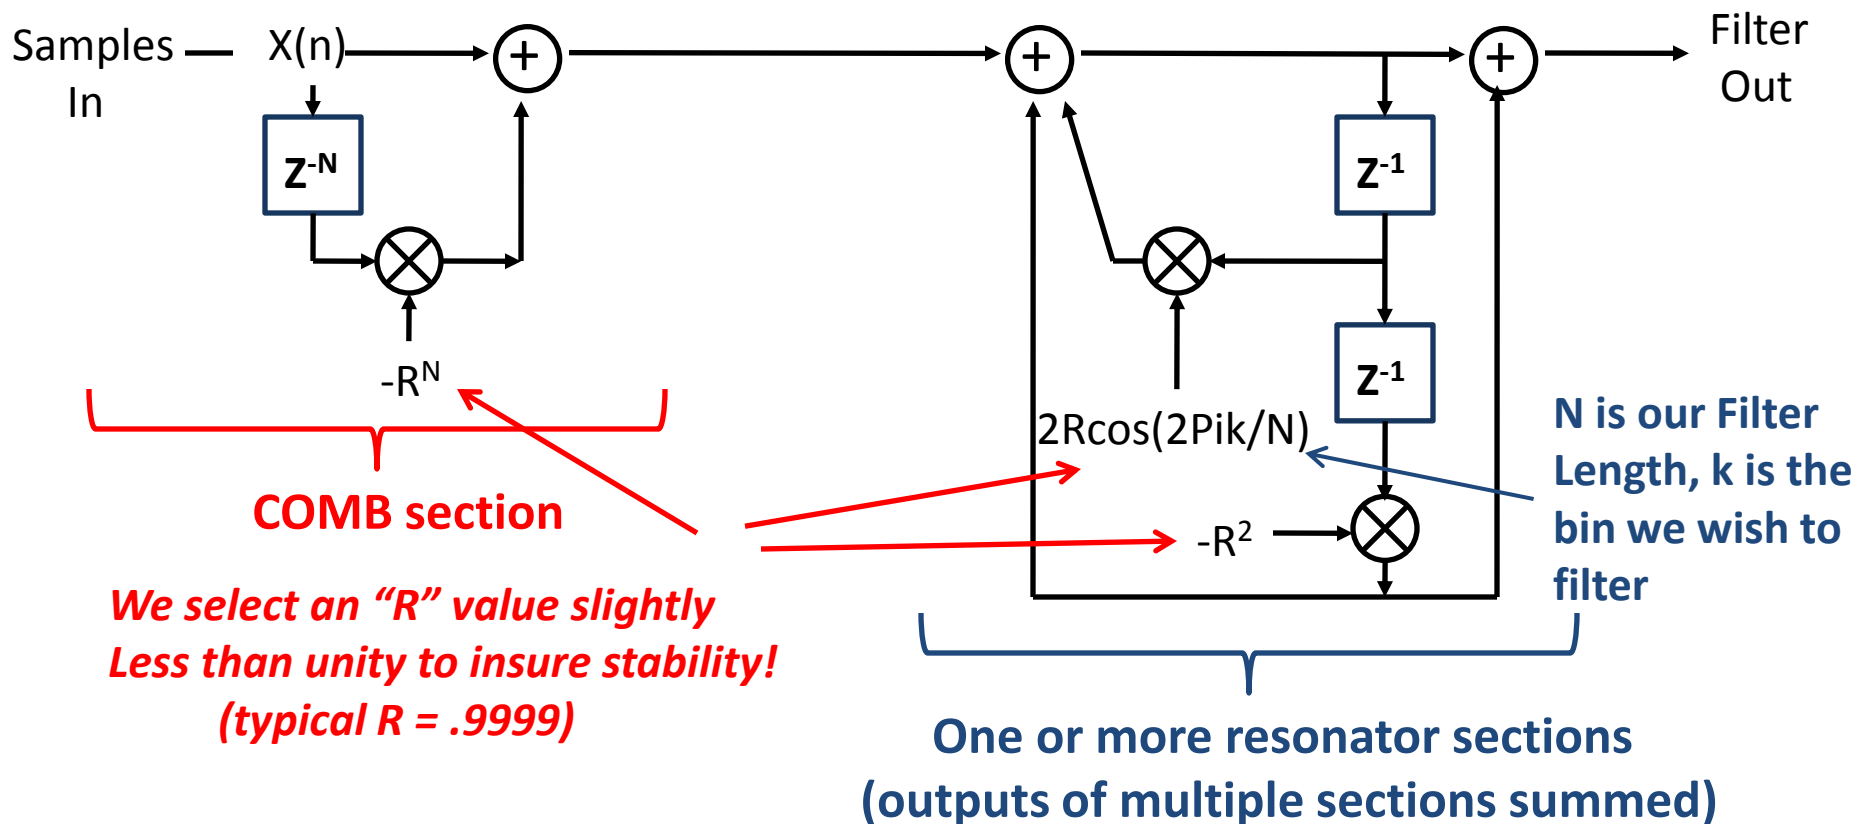 Samples
In
X(n)
+
+
+
Filter
Out
Z⁻ᴺ
Z⁻¹
-Rᴺ
Z⁻¹
2Rcos(2Pik/N)
-R²
N is our Filter
Length, k is the
bin we wish to
filter
COMB section
We select an “R” value slightly
Less than unity to insure stability!
(typical R = .9999)
One or more resonator sections
(outputs of multiple sections summed)